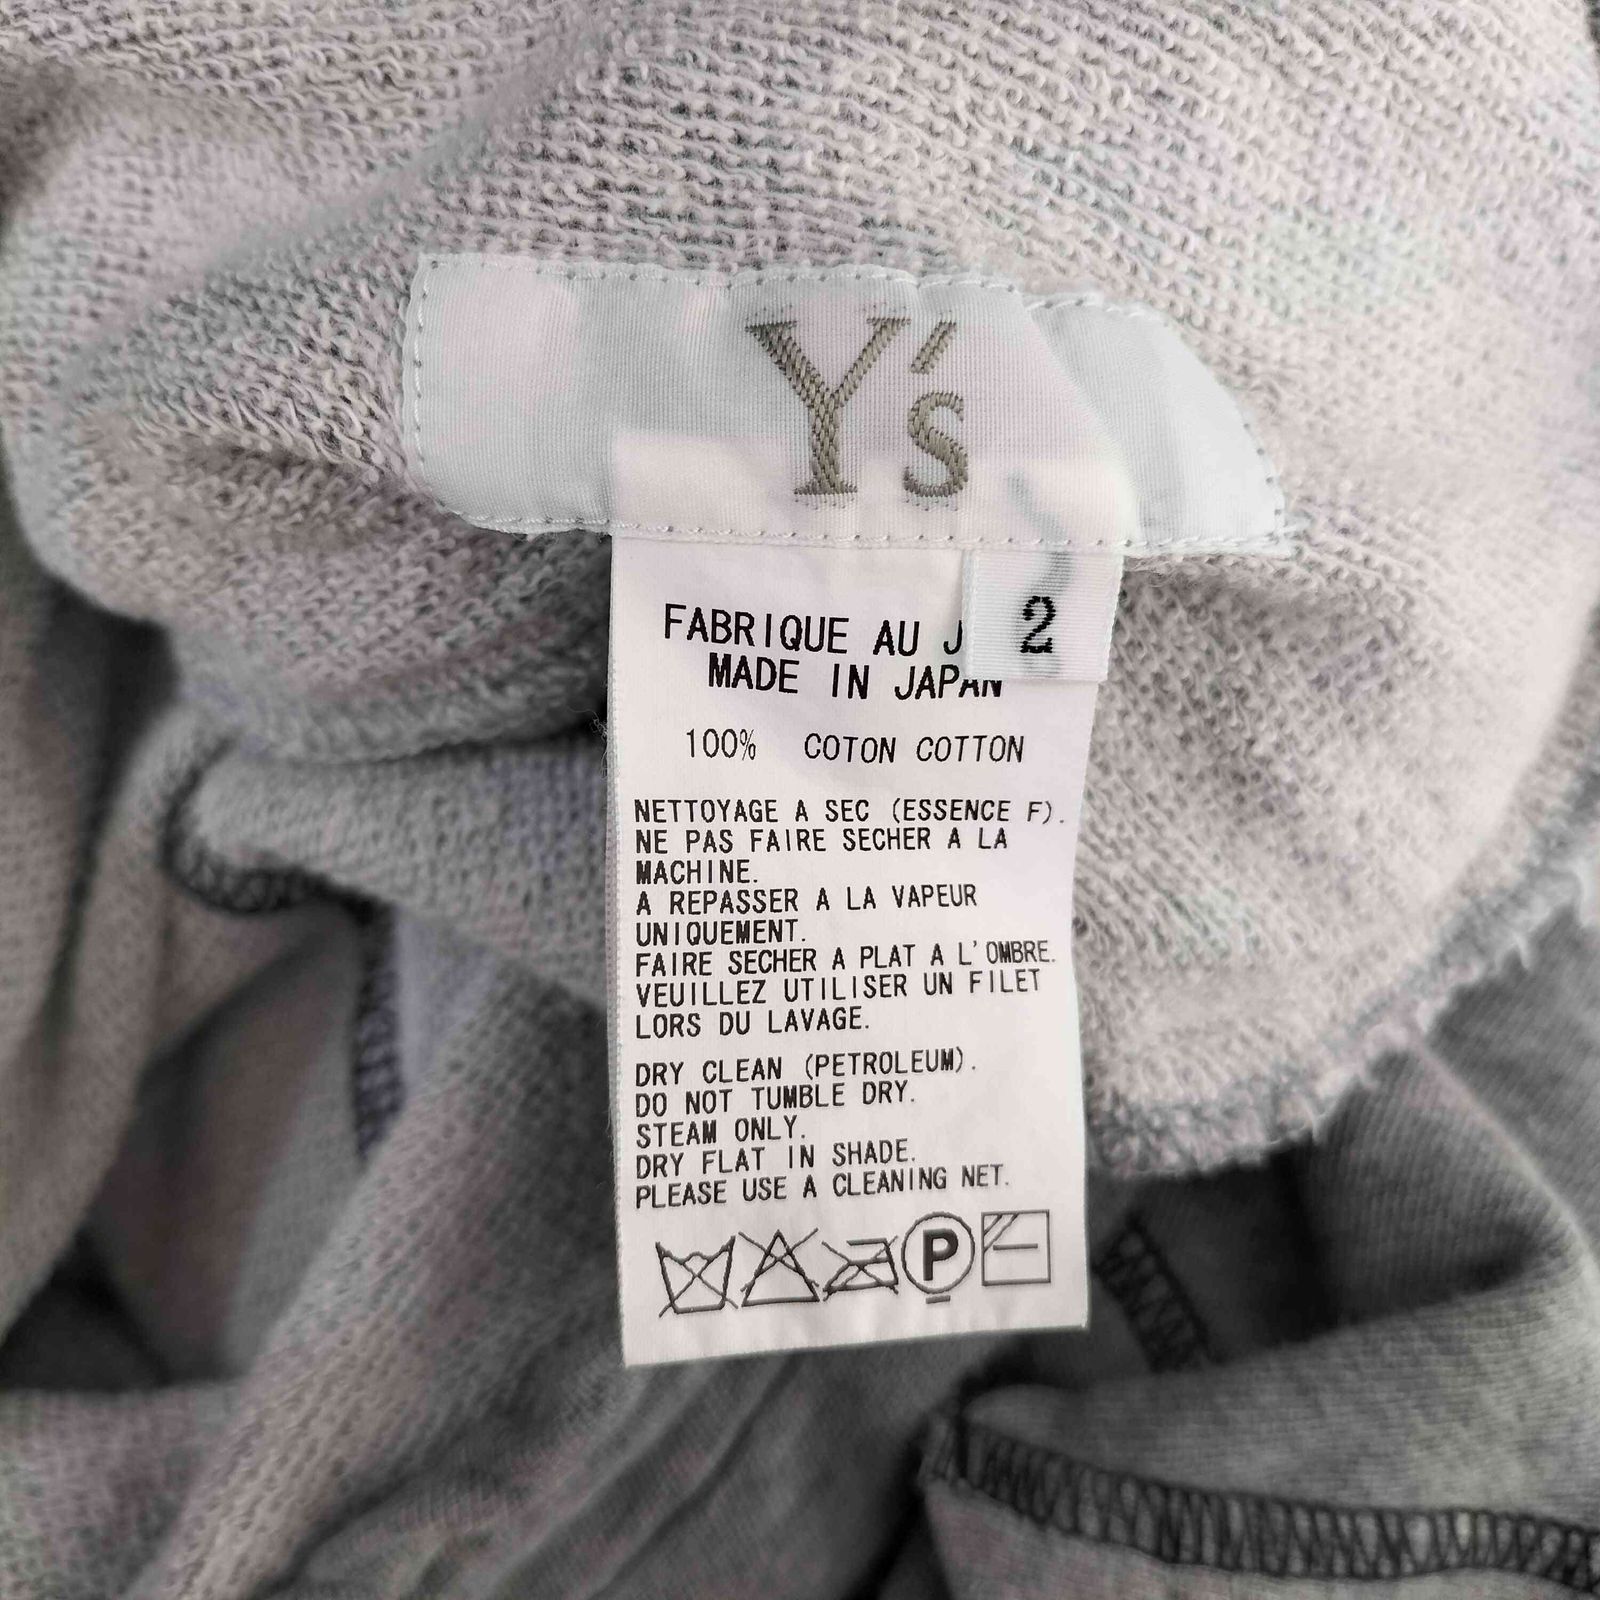 Y's
2
FABRIQUE AU J
MADE IN JAPAN
100% COTON COTTON
NETTOYAGE A SEC (ESSENCE F).
NE PAS FAIRE SECHER A LA
MACHINE.
A REPASSER A LA VAPEUR
UNIQUEMENT.
FAIRE SECHER A PLAT A L'OMBRE.
VEUILLEZ UTILISER UN FILET
LORS DU LAVAGE.
DRY CLEAN (PETROLEUM).
DO NOT TUMBLE DRY.
STEAM ONLY.
DRY FLAT IN SHADE.
PLEASE USE A CLEANING NET.
P